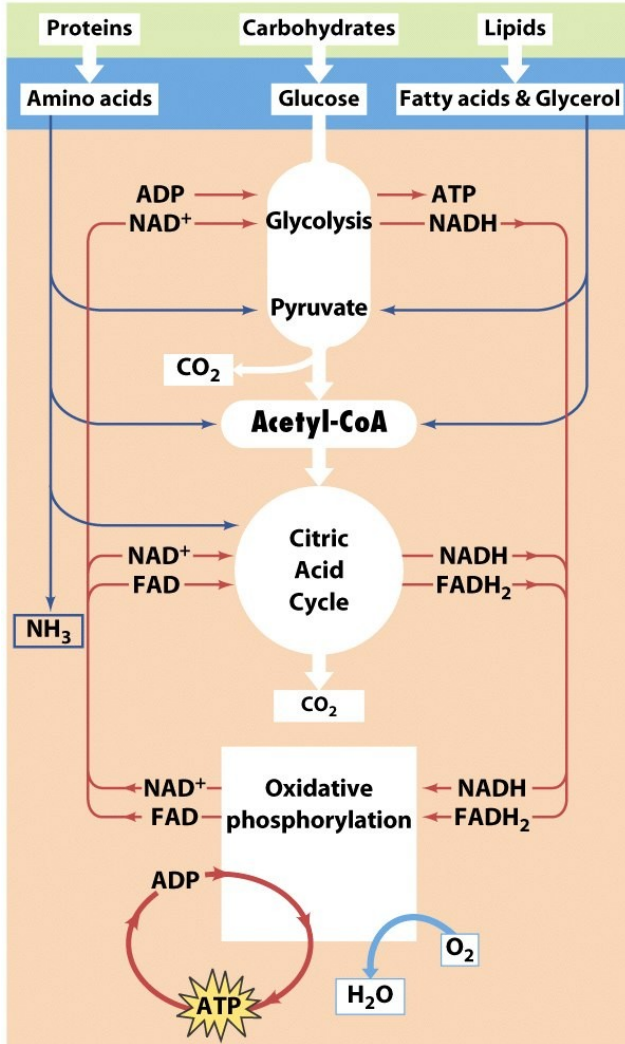 Proteins Carbohydrates Lipids
Amino acids Glucose Fatty acids & Glycerol
ADP ATP
NAD⁺ Glycolysis NADH
Pyruvate
CO₂
Acetyl-CoA
Citric
Acid
Cycle
NAD⁺ NADH
FAD FADH₂
NH₃
CO₂
Oxidative
phosphorylation
NAD⁺ NADH
FAD FADH₂
ADP
O₂
ATP H₂O